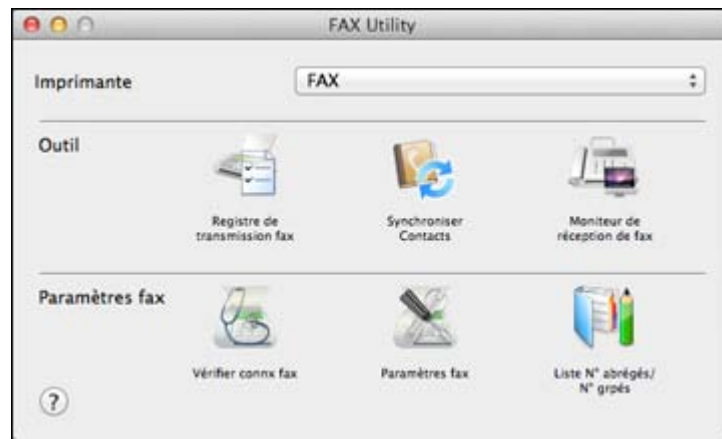 FAX Utility
Imprimante
FAX
Outil
Registre de
transmission fax
Synchroniser
Contacts
Moniteur de
réception de fax
Paramètres fax
Vérifier connx fax
Paramètres fax
Liste N° abrégés/
N° grpés
?